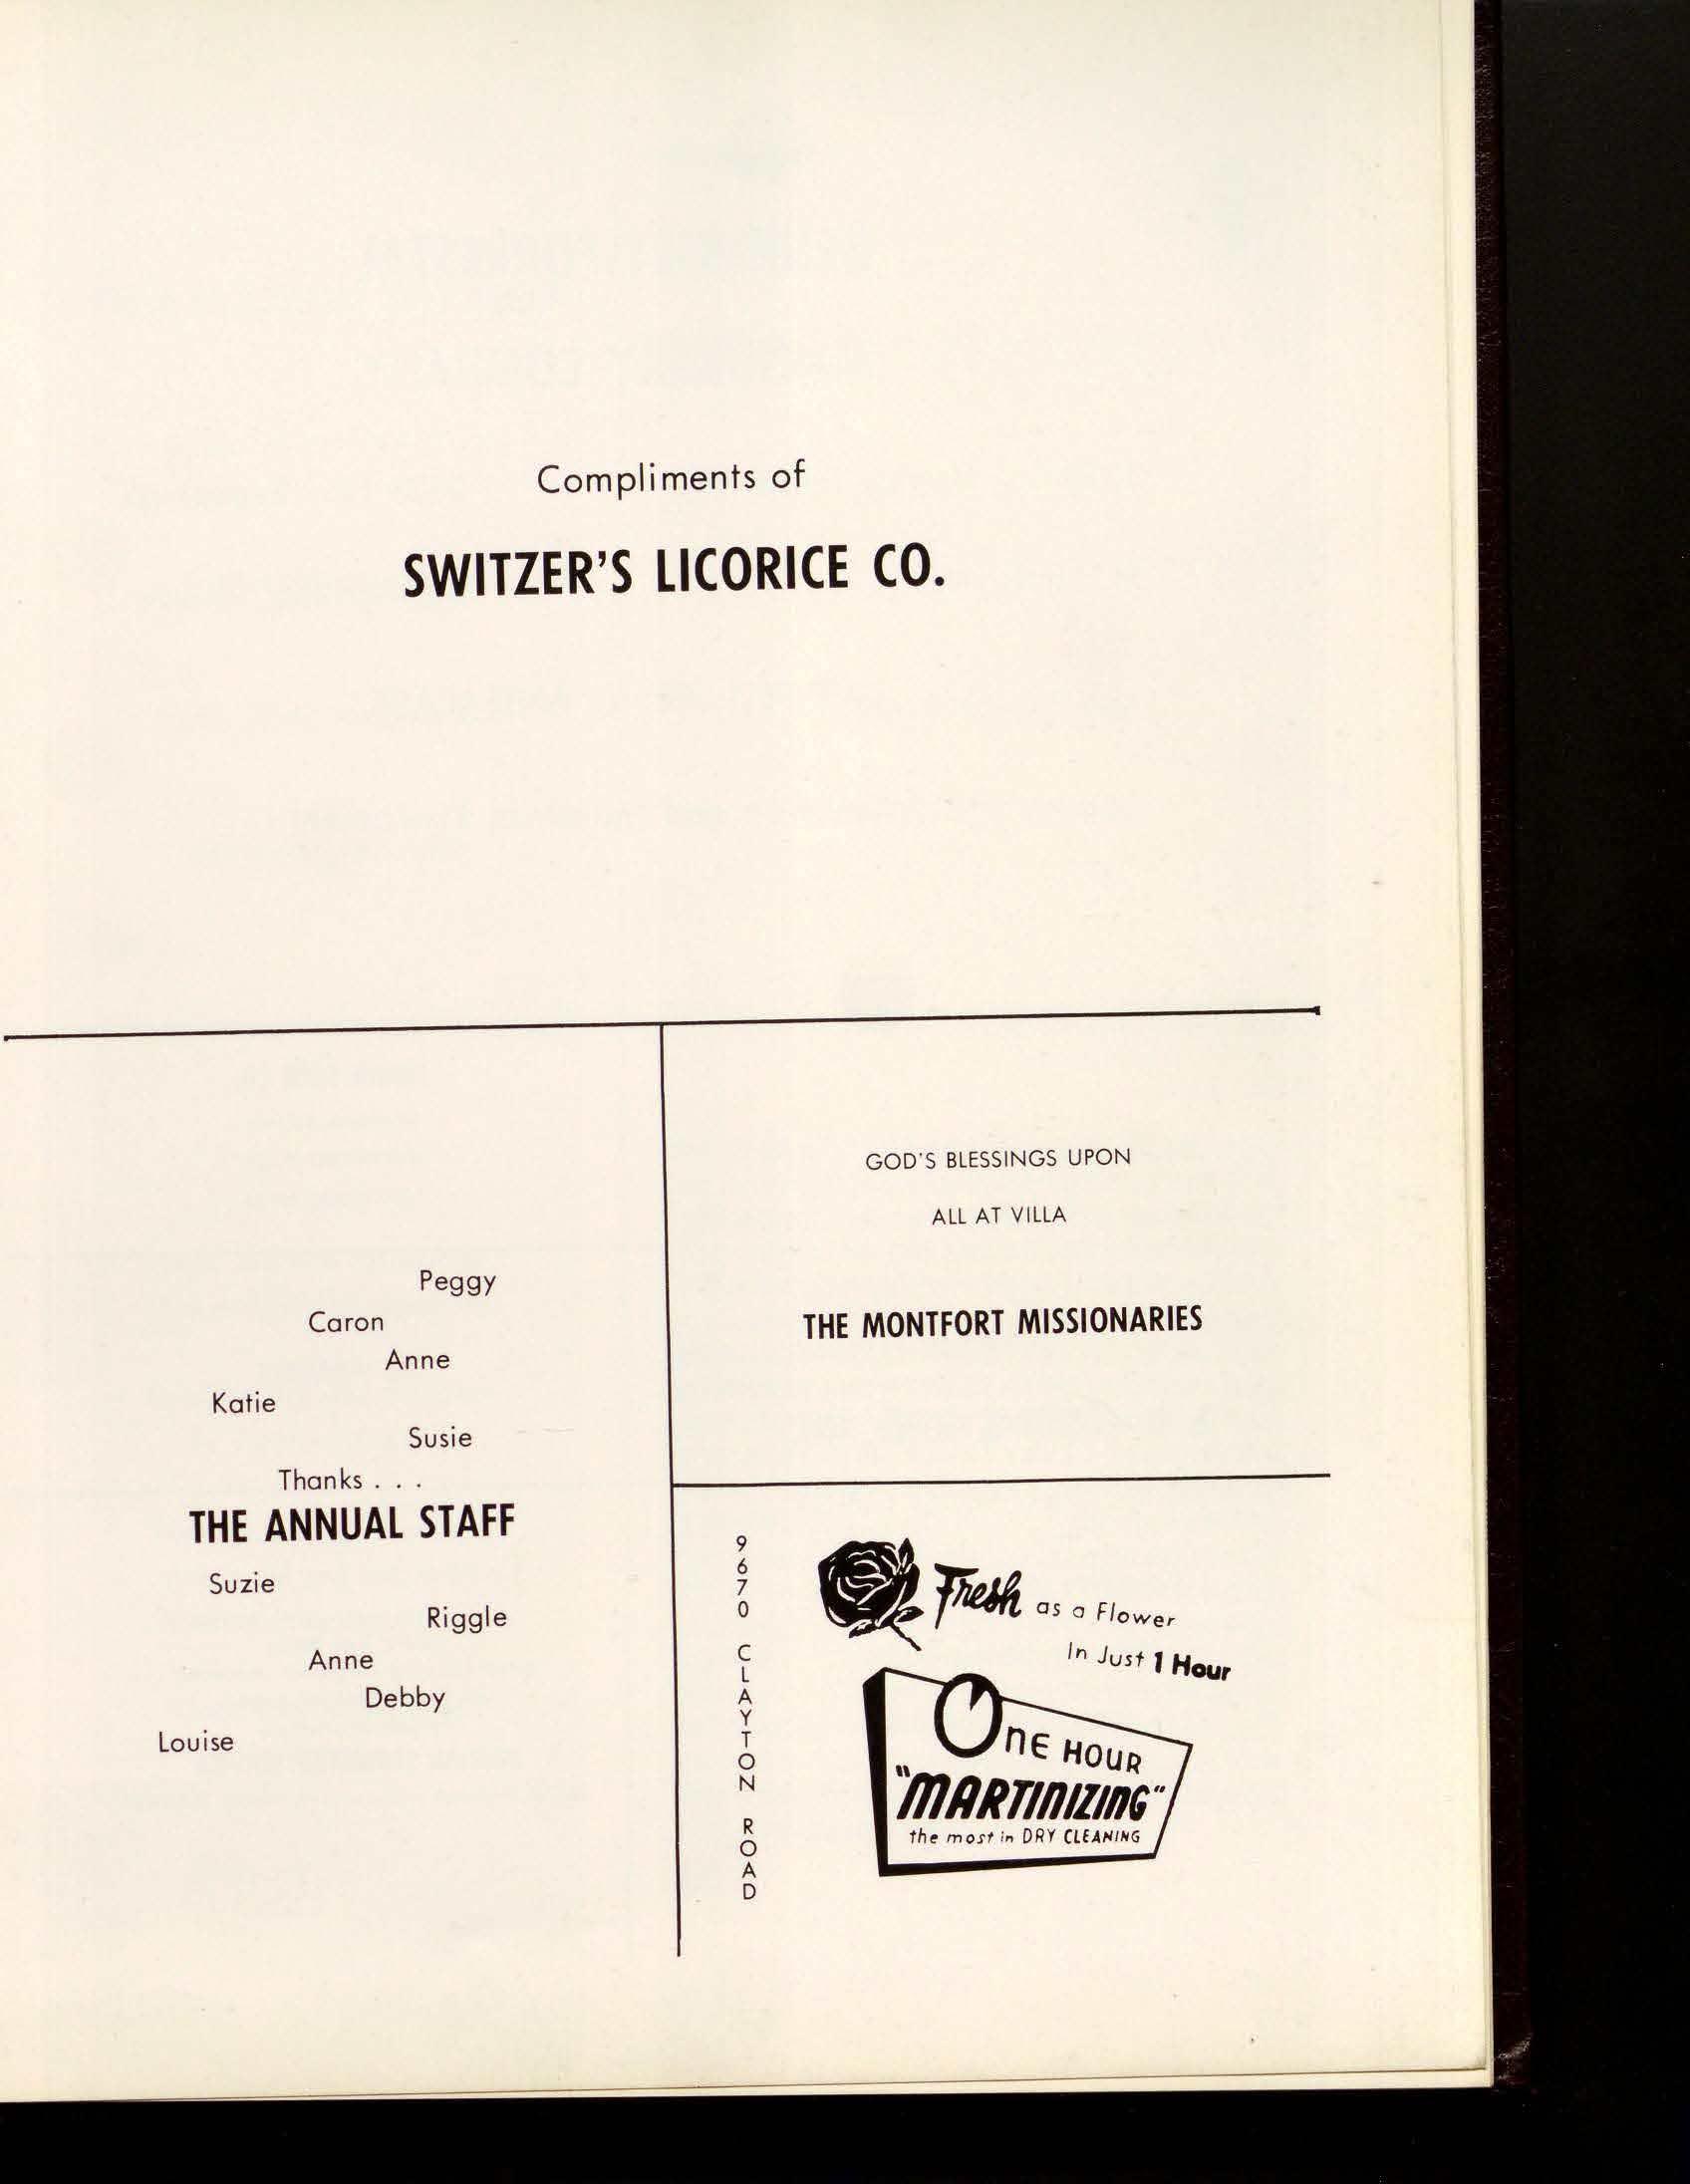 Compliments of
SWITZER'S LICORICE CO.
Peggy
Caron
Anne
Katie
Susie
Thanks . . .
THE ANNUAL STAFF
Suzie
Riggle
Anne
Debby
Louise
GOD'S BLESSINGS UPON
ALL AT VILLA
THE MONTFORT MISSIONARIES
9670 CLAYTON ROAD
Fresh as a Flower
In Just 1 Hour
ONE HOUR
"MARTINIZING"
the most in DRY CLEANING